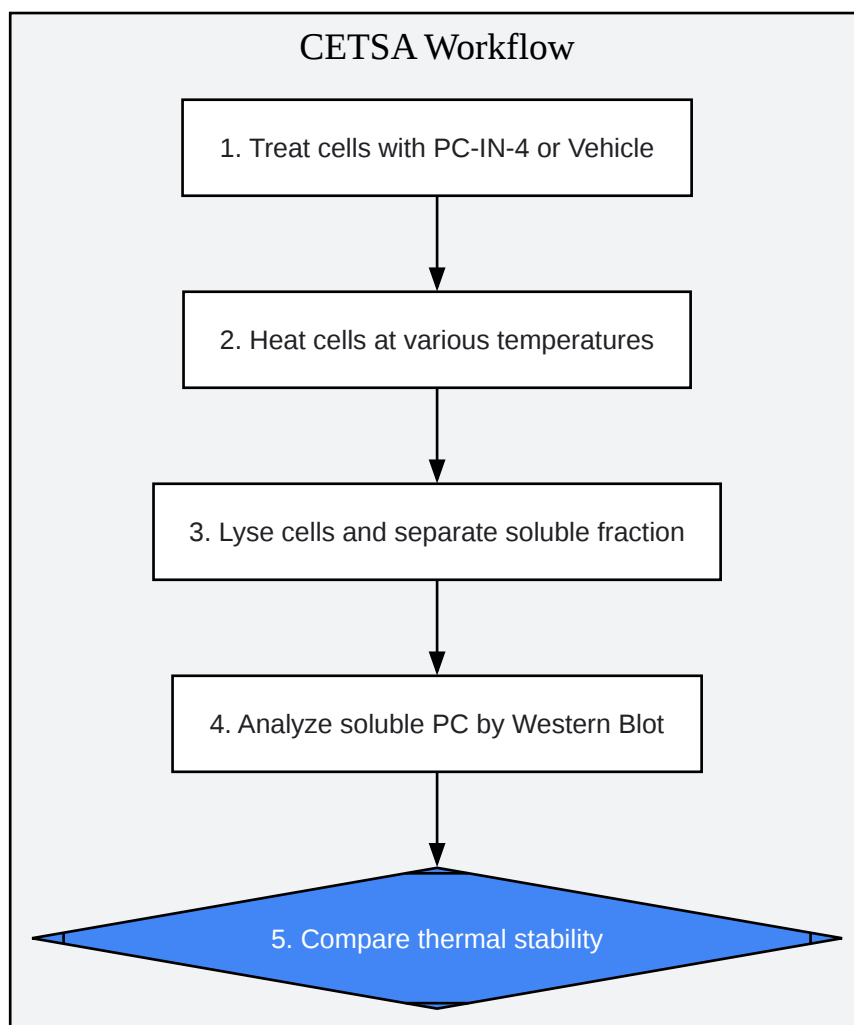 CETSA Workflow
1. Treat cells with PC-IN-4 or Vehicle
2. Heat cells at various temperatures
3. Lyse cells and separate soluble fraction
4. Analyze soluble PC by Western Blot
5. Compare thermal stability